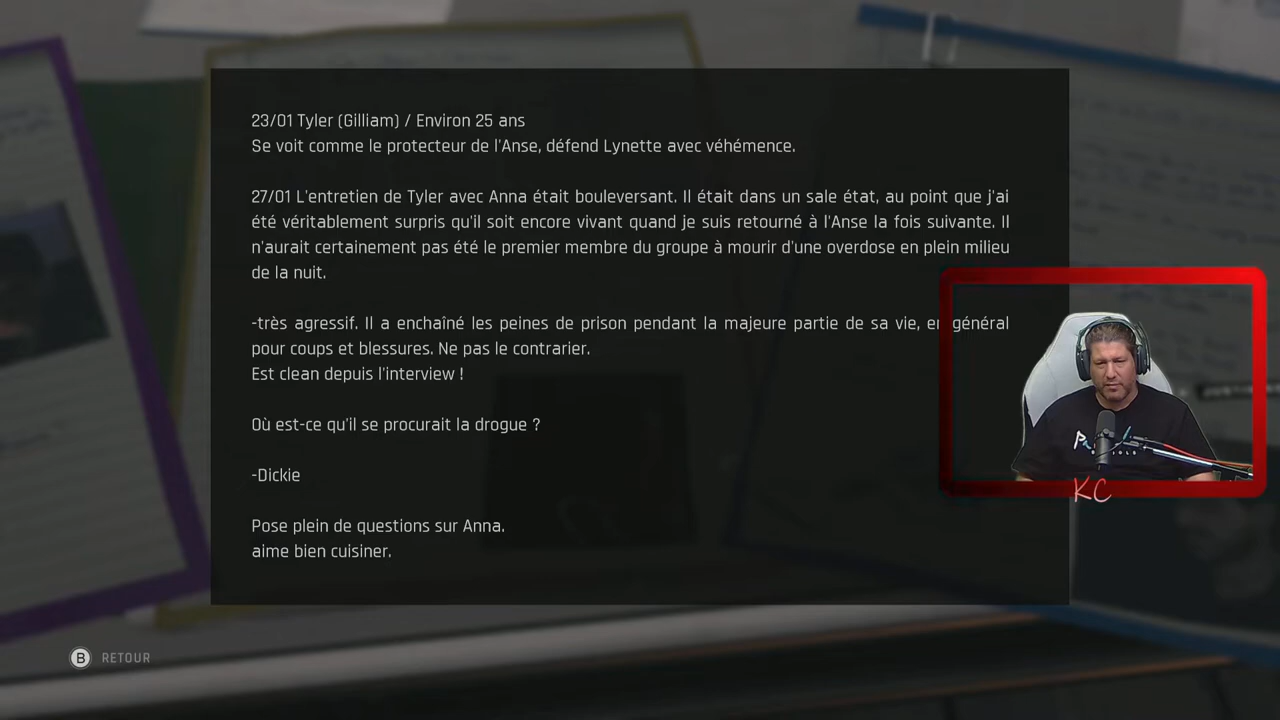 23/01 Tyler (Gilliam) / Environ 25 ans
Se voit comme le protecteur de l'Anse, défend Lynette avec véhémence.
27/01 L'entretien de Tyler avec Anna était bouleversant. Il était dans un sale état, au point que j'ai
été véritablement surpris qu'il soit encore vivant quand je suis retourné à l'Anse la fois suivante. Il
n'aurait certainement pas été le premier membre du groupe à mourir d'une overdose en plein milieu
de la nuit.
-très agressif. Il a enchaîné les peines de prison pendant la majeure partie de sa vie, en général
pour coups et blessures. Ne pas le contrarier.
Est clean depuis l'interview !
Où est-ce qu'il se procurait la drogue ?
-Dickie
Pose plein de questions sur Anna.
aime bien cuisiner.
KC
B RETOUR